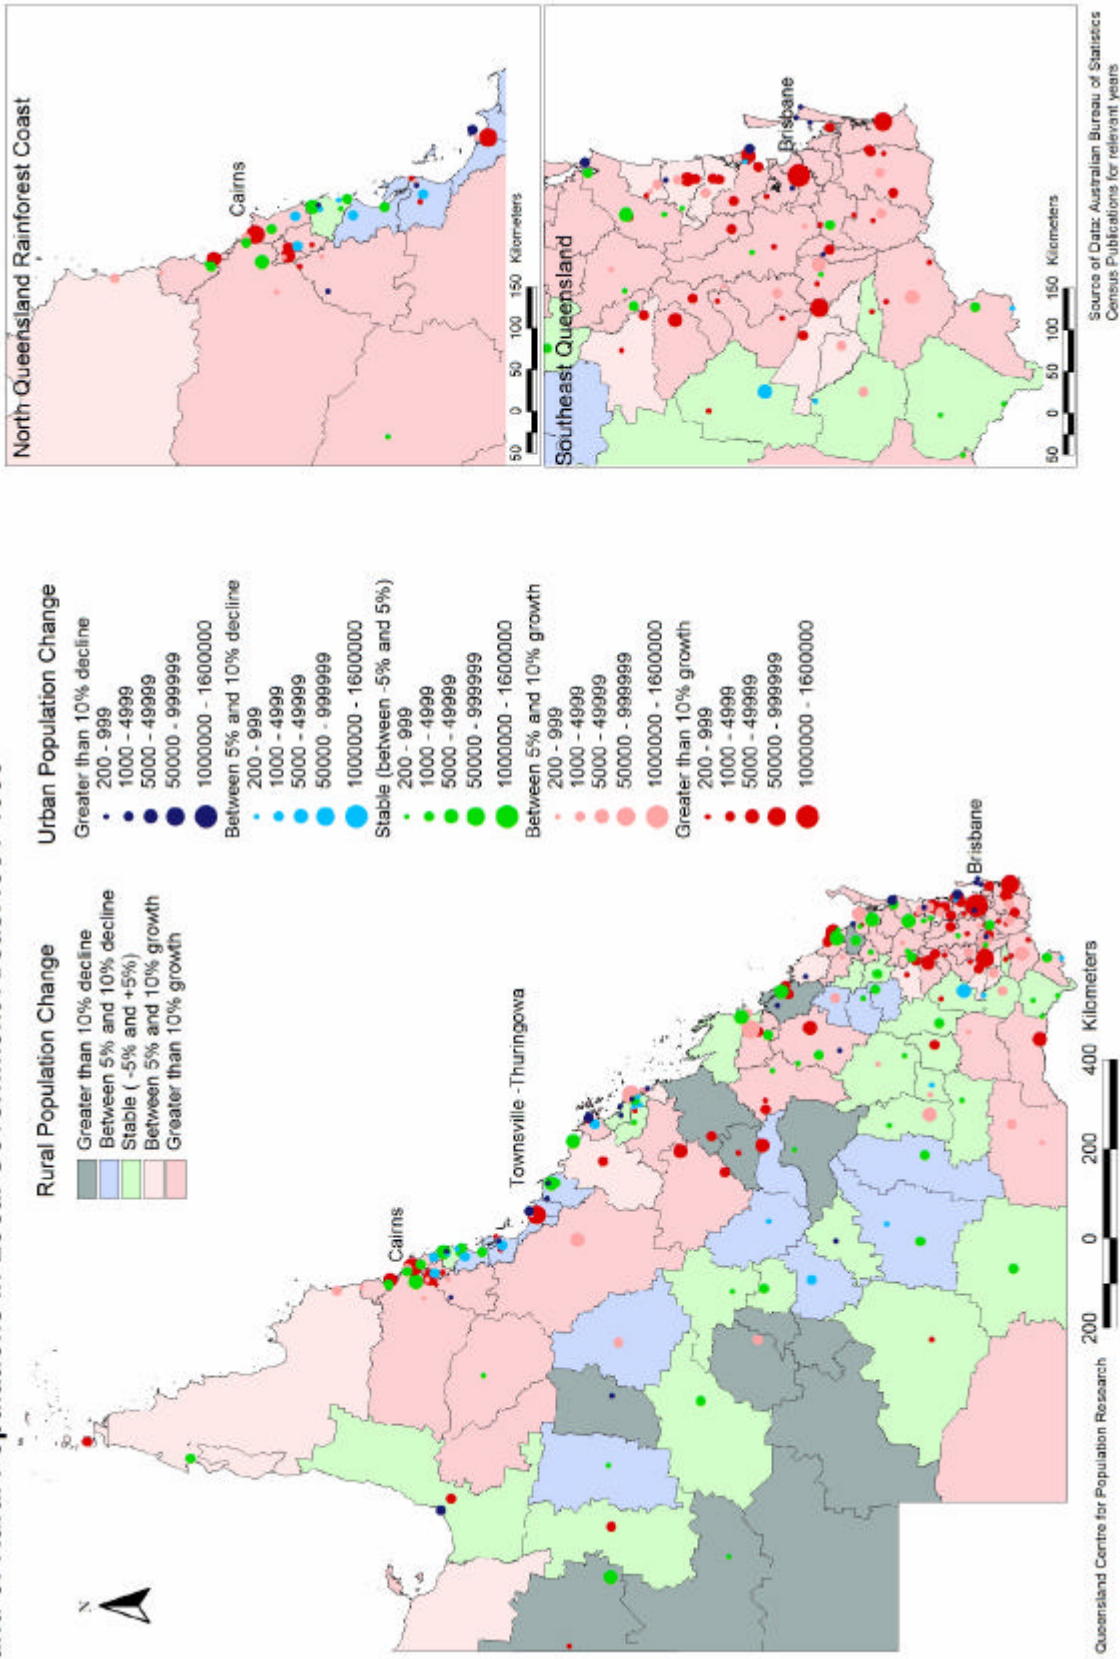 Rural Population Change
Greater than 10% decline
Between 5% and 10% decline
Stable ( -5% and +5%)
Between 5% and 10% growth
Greater than 10% growth
Urban Population Change
Greater than 10% decline
200 - 999
1000 - 4999
5000 - 49999
50000 - 999999
1000000 - 1600000
Between 5% and 10% decline
200 - 999
1000 - 4999
5000 - 49999
50000 - 999999
1000000 - 1600000
Stable (between -5% and 5%)
200 - 999
1000 - 4999
5000 - 49999
50000 - 999999
1000000 - 1600000
Between 5% and 10% growth
200 - 999
1000 - 4999
5000 - 49999
50000 - 999999
1000000 - 1600000
Greater than 10% growth
200 - 999
1000 - 4999
5000 - 49999
50000 - 999999
1000000 - 1600000
N
Cairns
Townsville -Thuringowa
Brisbane
200 0 200 400 Kilometers
Queensland Centre for Population Research
North Queensland Rainforest Coast
Cairns
50 0 50 100 150 Kilometers
Southeast Queensland
Brisbane
50 0 50 100 150 Kilometers
Source of Data: Australian Bureau of Statistics
Census Publications for relevant years